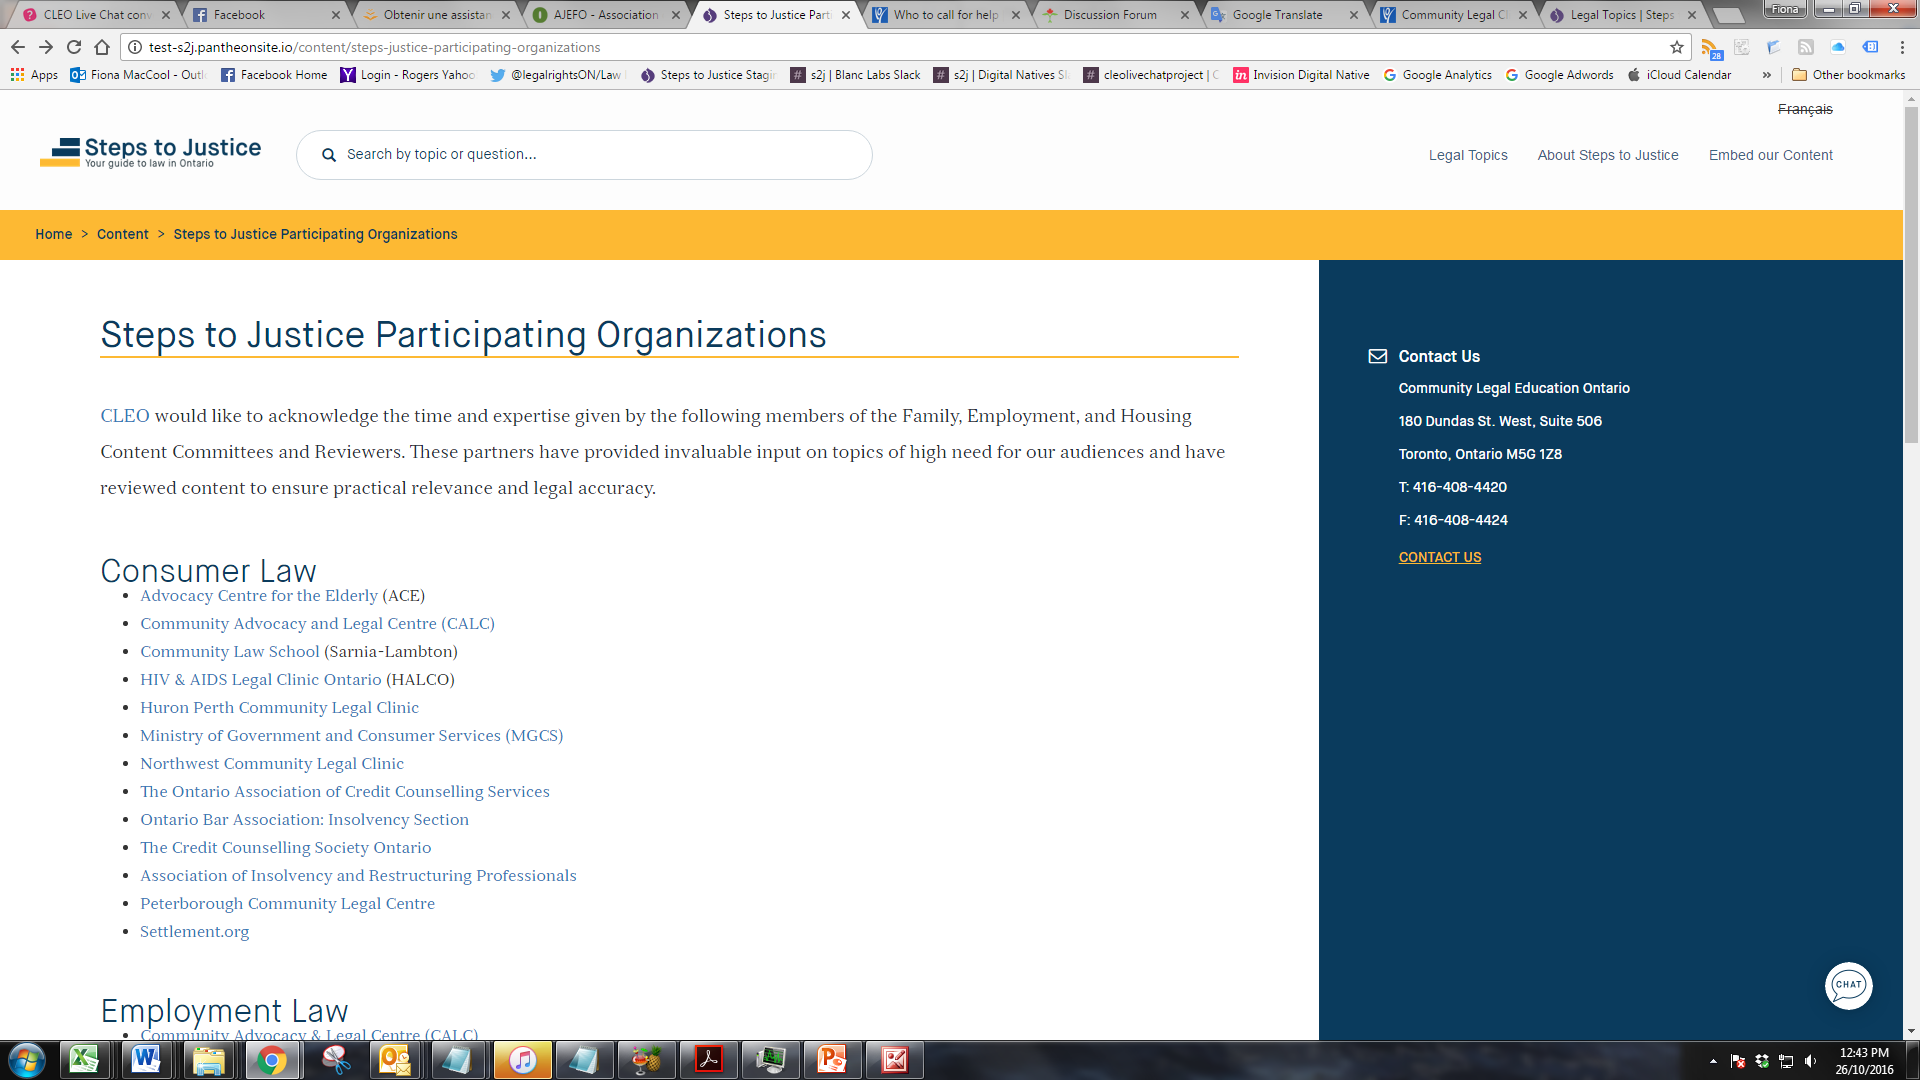 CLEO Live Chat con
Facebook
Obtenir une assistan
AJEFO - Association
Steps to Justice Part
Who to call for help
Discussion Forum
Google Translate
Community Legal Cl
Legal Topics | Steps
Fiona
test-s2j.pantheonsite.io/content/steps-justice-participating-organizations
28
Apps
Fiona MacCool - Outl
Facebook Home
Login - Rogers Yahoo
@legalrightsON/Law
Steps to Justice Stagin
s2j | Blanc Labs Slack
s2j | Digital Natives Sl
cleolivechatproject | C
Invision Digital Native
Google Analytics
Google Adwords
iCloud Calendar
»
Other bookmarks
Français
Steps to Justice
Your guide to law in Ontario
Search by topic or question...
Legal Topics
About Steps to Justice
Embed our Content
Home > Content > Steps to Justice Participating Organizations
Steps to Justice Participating Organizations
CLEO would like to acknowledge the time and expertise given by the following members of the Family, Employment, and Housing
Content Committees and Reviewers. These partners have provided invaluable input on topics of high need for our audiences and have
reviewed content to ensure practical relevance and legal accuracy.
Consumer Law
• Advocacy Centre for the Elderly (ACE)
• Community Advocacy and Legal Centre (CALC)
• Community Law School (Sarnia-Lambton)
• HIV & AIDS Legal Clinic Ontario (HALCO)
• Huron Perth Community Legal Clinic
• Ministry of Government and Consumer Services (MGCS)
• Northwest Community Legal Clinic
• The Ontario Association of Credit Counselling Services
• Ontario Bar Association: Insolvency Section
• The Credit Counselling Society Ontario
• Association of Insolvency and Restructuring Professionals
• Peterborough Community Legal Centre
• Settlement.org
Employment Law
• Community Advocacy & Legal Centre (CALC)
Contact Us
Community Legal Education Ontario
180 Dundas St. West, Suite 506
Toronto, Ontario M5G 1Z8
T: 416-408-4420
F: 416-408-4424
CONTACT US
CHAT
12:43 PM
26/10/2016